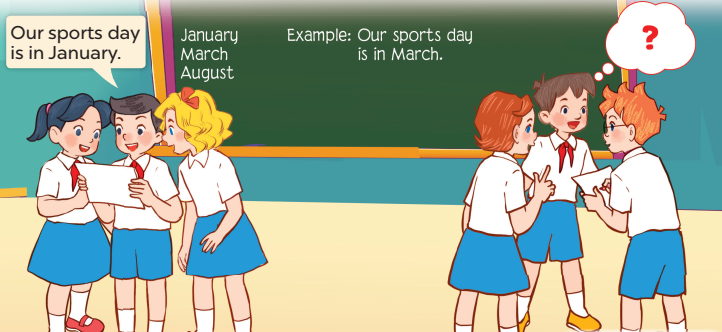 Our sports day
is in January.
January
March
August
Example: Our sports day
is in March.
?